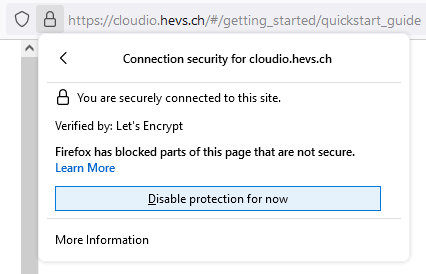 https://cloudio.hevs.ch/#/getting_started/quickstart_guide
Connection security for cloudio.hevs.ch
You are securely connected to this site.
Verified by: Let's Encrypt
Firefox has blocked parts of this page that are not secure.
Learn More
Disable protection for now
More Information